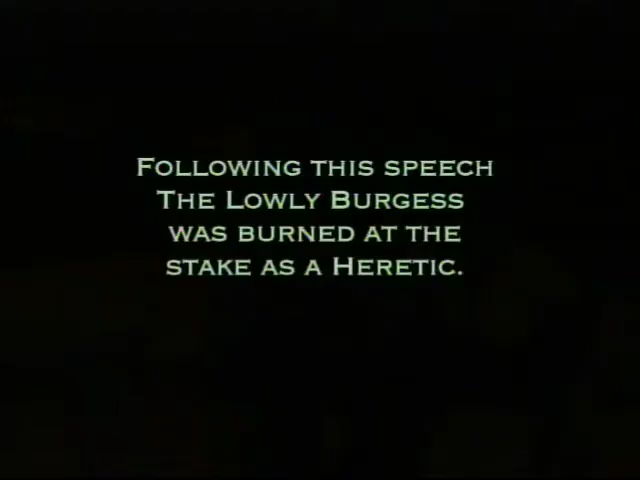 Following this speech
The Lowly Burgess
was burned at the
stake as a Heretic.